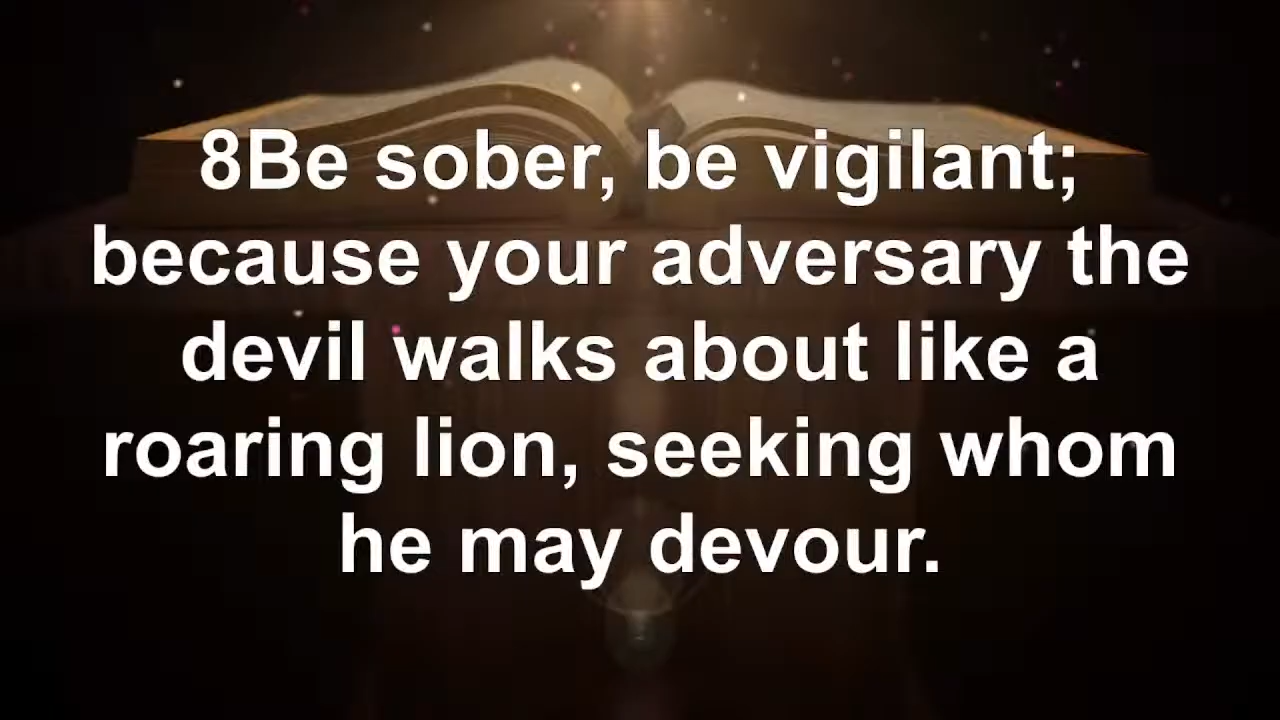 8Be sober, be vigilant;
because your adversary the
devil walks about like a
roaring lion, seeking whom
he may devour.